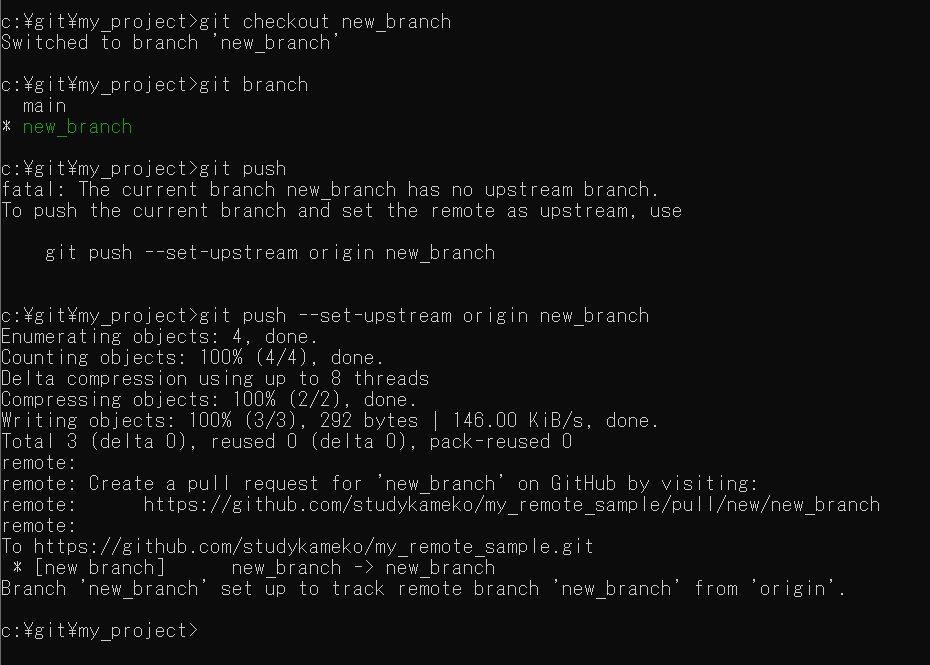 c:¥git¥my_project>git checkout new_branch
Switched to branch 'new_branch'
c:¥git¥my_project>git branch
  main
* new_branch
c:¥git¥my_project>git push
fatal: The current branch new_branch has no upstream branch.
To push the current branch and set the remote as upstream, use
    git push --set-upstream origin new_branch
c:¥git¥my_project>git push --set-upstream origin new_branch
Enumerating objects: 4, done.
Counting objects: 100% (4/4), done.
Delta compression using up to 8 threads
Compressing objects: 100% (2/2), done.
Writing objects: 100% (3/3), 292 bytes | 146.00 KiB/s, done.
Total 3 (delta 0), reused 0 (delta 0), pack-reused 0
remote:
remote: Create a pull request for 'new_branch' on GitHub by visiting:
remote:      https://github.com/studykameko/my_remote_sample/pull/new/new_branch
remote:
To https://github.com/studykameko/my_remote_sample.git
 * [new branch]      new_branch -> new_branch
Branch 'new_branch' set up to track remote branch 'new_branch' from 'origin'.
c:¥git¥my_project>